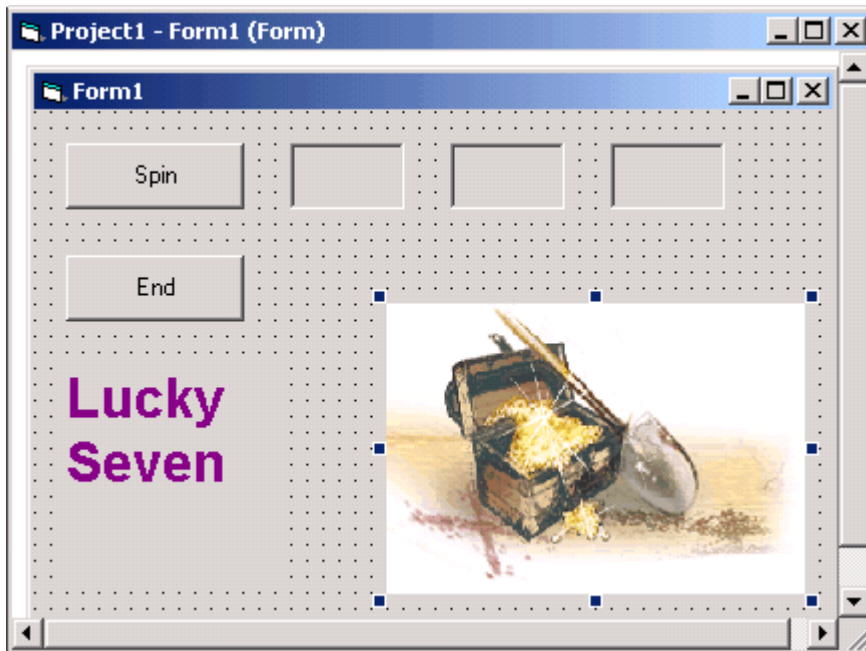 Project1 - Form1 (Form)
Form1
Spin
End
Lucky
Seven